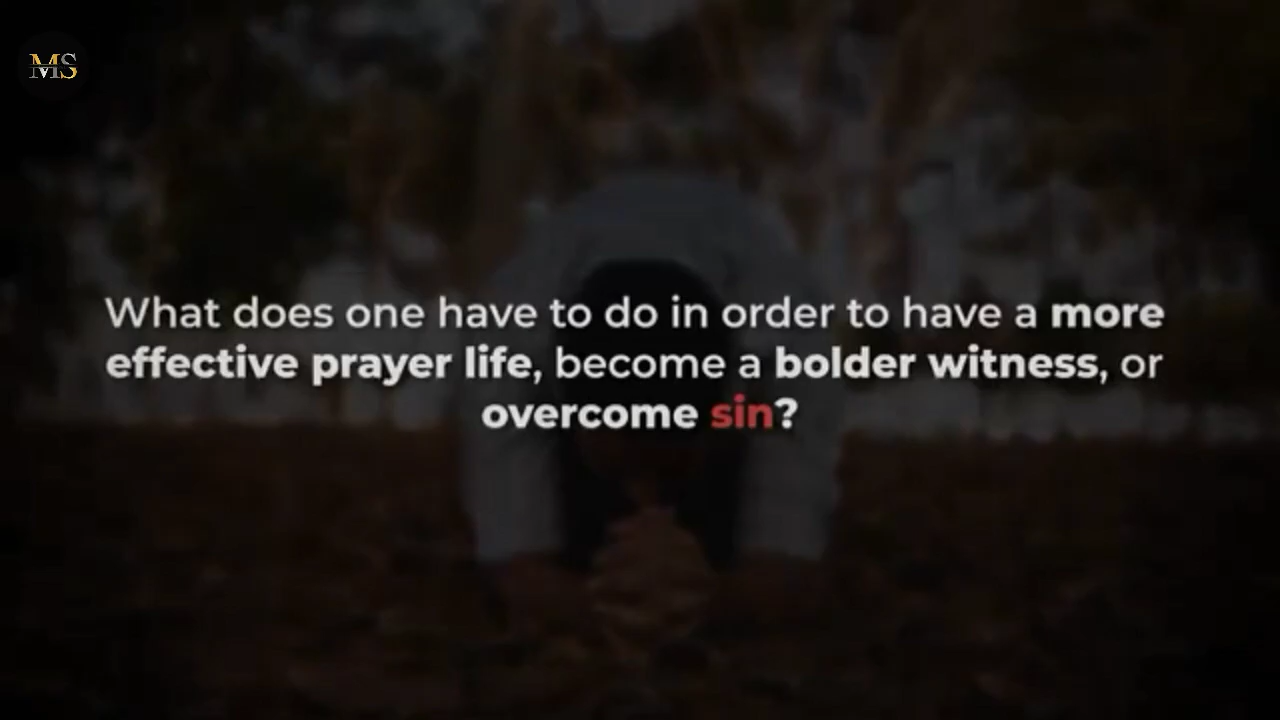 MS
What does one have to do in order to have a more
effective prayer life, become a bolder witness, or
overcome sin?